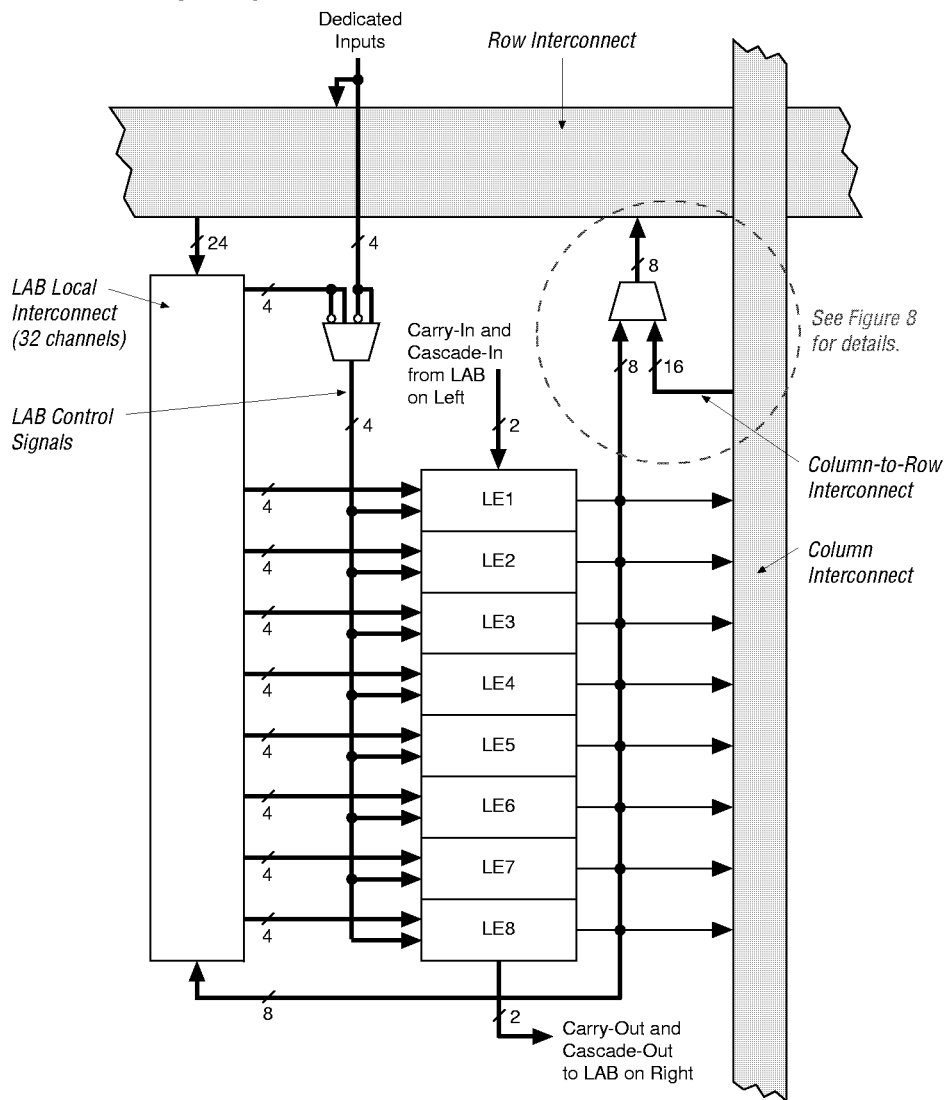 Dedicated
Inputs
Row Interconnect
24
4
8
LAB Local
Interconnect
(32 channels)
4
Carry-In and
Cascade-In
from LAB
on Left
See Figure 8
for details.
8
16
LAB Control
Signals
4
2
Column-to-Row
Interconnect
4
LE1
4
LE2
Column
Interconnect
4
LE3
4
LE4
4
LE5
4
LE6
4
LE7
4
LE8
8
2
Carry-Out and
Cascade-Out
to LAB on Right